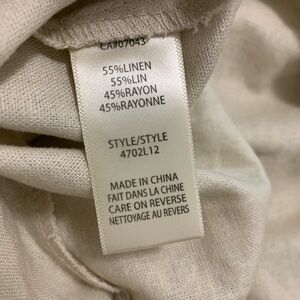 CA#07043
55%LINEN
55%LIN
45%RAYON
45%RAYONNE
STYLE/STYLE
4702L12
MADE IN CHINA
FAIT DANS LA CHINE
CARE ON REVERSE
NETTOYAGE AU REVERS